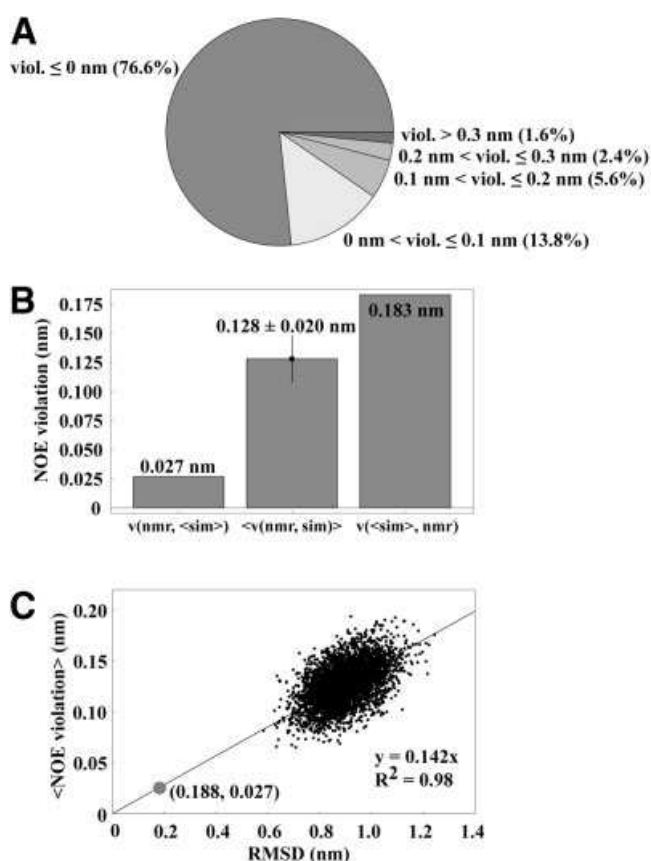 A
viol. ≤ 0 nm (76.6%)
viol. > 0.3 nm (1.6%)
0.2 nm < viol. ≤ 0.3 nm (2.4%)
0.1 nm < viol. ≤ 0.2 nm (5.6%)
0 nm < viol. ≤ 0.1 nm (13.8%)
B
NOE violation (nm)
0.175
0.150
0.125
0.100
0.075
0.050
0.025
0
0.027 nm
0.128 ± 0.020 nm
0.183 nm
v(nmr, <sim>)
<v(nmr, sim)>
v(<sim>, nmr)
C
<NOE violation> (nm)
0.20
0.15
0.10
0.05
0
(0.188, 0.027)
y = 0.142x
R² = 0.98
0 0.2 0.4 0.6 0.8 1.0 1.2 1.4
RMSD (nm)